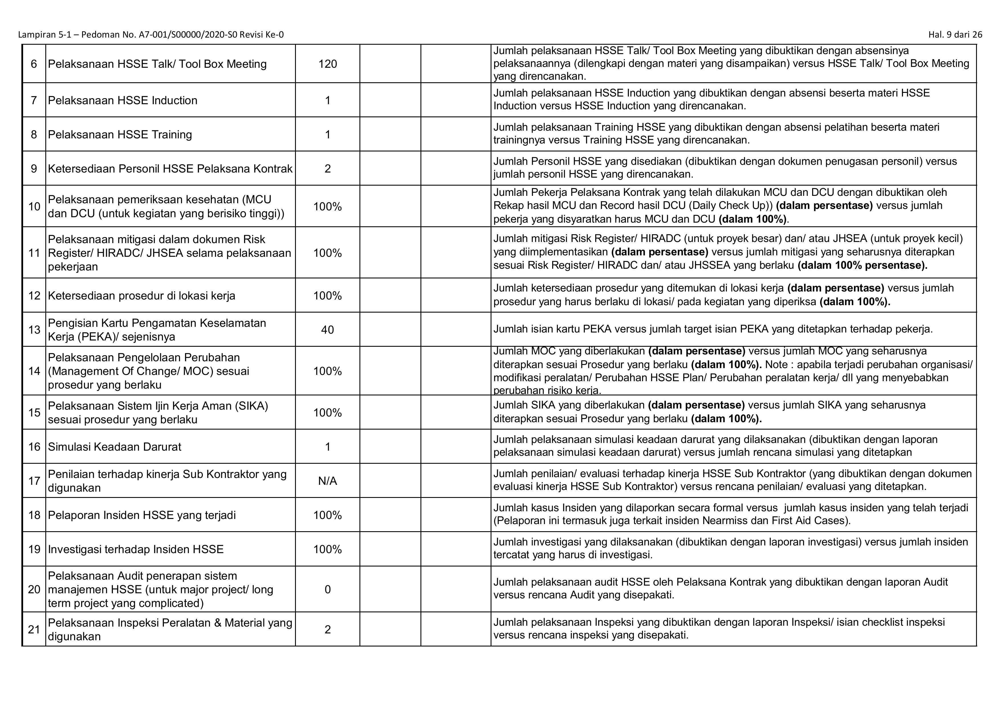 Lampiran 5-1 – Pedoman No. A7-001/S00000/2020-S0 Revisi Ke-0
Hal. 9 dari 26
6
Pelaksanaan HSSE Talk/ Tool Box Meeting
120
Jumlah pelaksanaan HSSE Talk/ Tool Box Meeting yang dibuktikan dengan absensinya
pelaksanaannya (dilengkapi dengan materi yang disampaikan) versus HSSE Talk/ Tool Box Meeting
yang direncanakan.
7
Pelaksanaan HSSE Induction
1
Jumlah pelaksanaan HSSE Induction yang dibuktikan dengan absensi beserta materi HSSE
Induction versus HSSE Induction yang direncanakan.
8
Pelaksanaan HSSE Training
1
Jumlah pelaksanaan Training HSSE yang dibuktikan dengan absensi pelatihan beserta materi
trainingnya versus Training HSSE yang direncanakan.
9
Ketersediaan Personil HSSE Pelaksana Kontrak
2
Jumlah Personil HSSE yang disediakan (dibuktikan dengan dokumen penugasan personil) versus
jumlah personil HSSE yang direncanakan.
10
Pelaksanaan pemeriksaan kesehatan (MCU
dan DCU (untuk kegiatan yang berisiko tinggi))
100%
Jumlah Pekerja Pelaksana Kontrak yang telah dilakukan MCU dan DCU dengan dibuktikan oleh
Rekap hasil MCU dan Record hasil DCU (Daily Check Up)) (dalam persentase) versus jumlah
pekerja yang disyaratkan harus MCU dan DCU (dalam 100%).
11
Pelaksanaan mitigasi dalam dokumen Risk
Register/ HIRADC/ JHSEA selama pelaksanaan
pekerjaan
100%
Jumlah mitigasi Risk Register/ HIRADC (untuk proyek besar) dan/ atau JHSEA (untuk proyek kecil)
yang diimplementasikan (dalam persentase) versus jumlah mitigasi yang seharusnya diterapkan
sesuai Risk Register/ HIRADC dan/ atau JHSSEA yang berlaku (dalam 100% persentase).
12
Ketersediaan prosedur di lokasi kerja
100%
Jumlah ketersediaan prosedur yang ditemukan di lokasi kerja (dalam persentase) versus jumlah
prosedur yang harus berlaku di lokasi/ pada kegiatan yang diperiksa (dalam 100%).
13
Pengisian Kartu Pengamatan Keselamatan
Kerja (PEKA)/ sejenisnya
40
Jumlah isian kartu PEKA versus jumlah target isian PEKA yang ditetapkan terhadap pekerja.
14
Pelaksanaan Pengelolaan Perubahan
(Management Of Change/ MOC) sesuai
prosedur yang berlaku
100%
Jumlah MOC yang diberlakukan (dalam persentase) versus jumlah MOC yang seharusnya
diterapkan sesuai Prosedur yang berlaku (dalam 100%). Note : apabila terjadi perubahan organisasi/
modifikasi peralatan/ Perubahan HSSE Plan/ Perubahan peralatan kerja/ dll yang menyebabkan
perubahan risiko kerja.
15
Pelaksanaan Sistem Ijin Kerja Aman (SIKA)
sesuai prosedur yang berlaku
100%
Jumlah SIKA yang diberlakukan (dalam persentase) versus jumlah SIKA yang seharusnya
diterapkan sesuai Prosedur yang berlaku (dalam 100%).
16
Simulasi Keadaan Darurat
1
Jumlah pelaksanaan simulasi keadaan darurat yang dilaksanakan (dibuktikan dengan laporan
pelaksanaan simulasi keadaan darurat) versus jumlah rencana simulasi yang ditetapkan
17
Penilaian terhadap kinerja Sub Kontraktor yang
digunakan
N/A
Jumlah penilaian/ evaluasi terhadap kinerja HSSE Sub Kontraktor (yang dibuktikan dengan dokumen
evaluasi kinerja HSSE Sub Kontraktor) versus rencana penilaian/ evaluasi yang ditetapkan.
18
Pelaporan Insiden HSSE yang terjadi
100%
Jumlah kasus Insiden yang dilaporkan secara formal versus  jumlah kasus insiden yang telah terjadi
(Pelaporan ini termasuk juga terkait insiden Nearmiss dan First Aid Cases).
19
Investigasi terhadap Insiden HSSE
100%
Jumlah investigasi yang dilaksanakan (dibuktikan dengan laporan investigasi) versus jumlah insiden
tercatat yang harus di investigasi.
20
Pelaksanaan Audit penerapan sistem
manajemen HSSE (untuk major project/ long
term project yang complicated)
0
Jumlah pelaksanaan audit HSSE oleh Pelaksana Kontrak yang dibuktikan dengan laporan Audit
versus rencana Audit yang disepakati.
21
Pelaksanaan Inspeksi Peralatan & Material yang
digunakan
2
Jumlah pelaksanaan Inspeksi yang dibuktikan dengan laporan Inspeksi/ isian checklist inspeksi
versus rencana inspeksi yang disepakati.